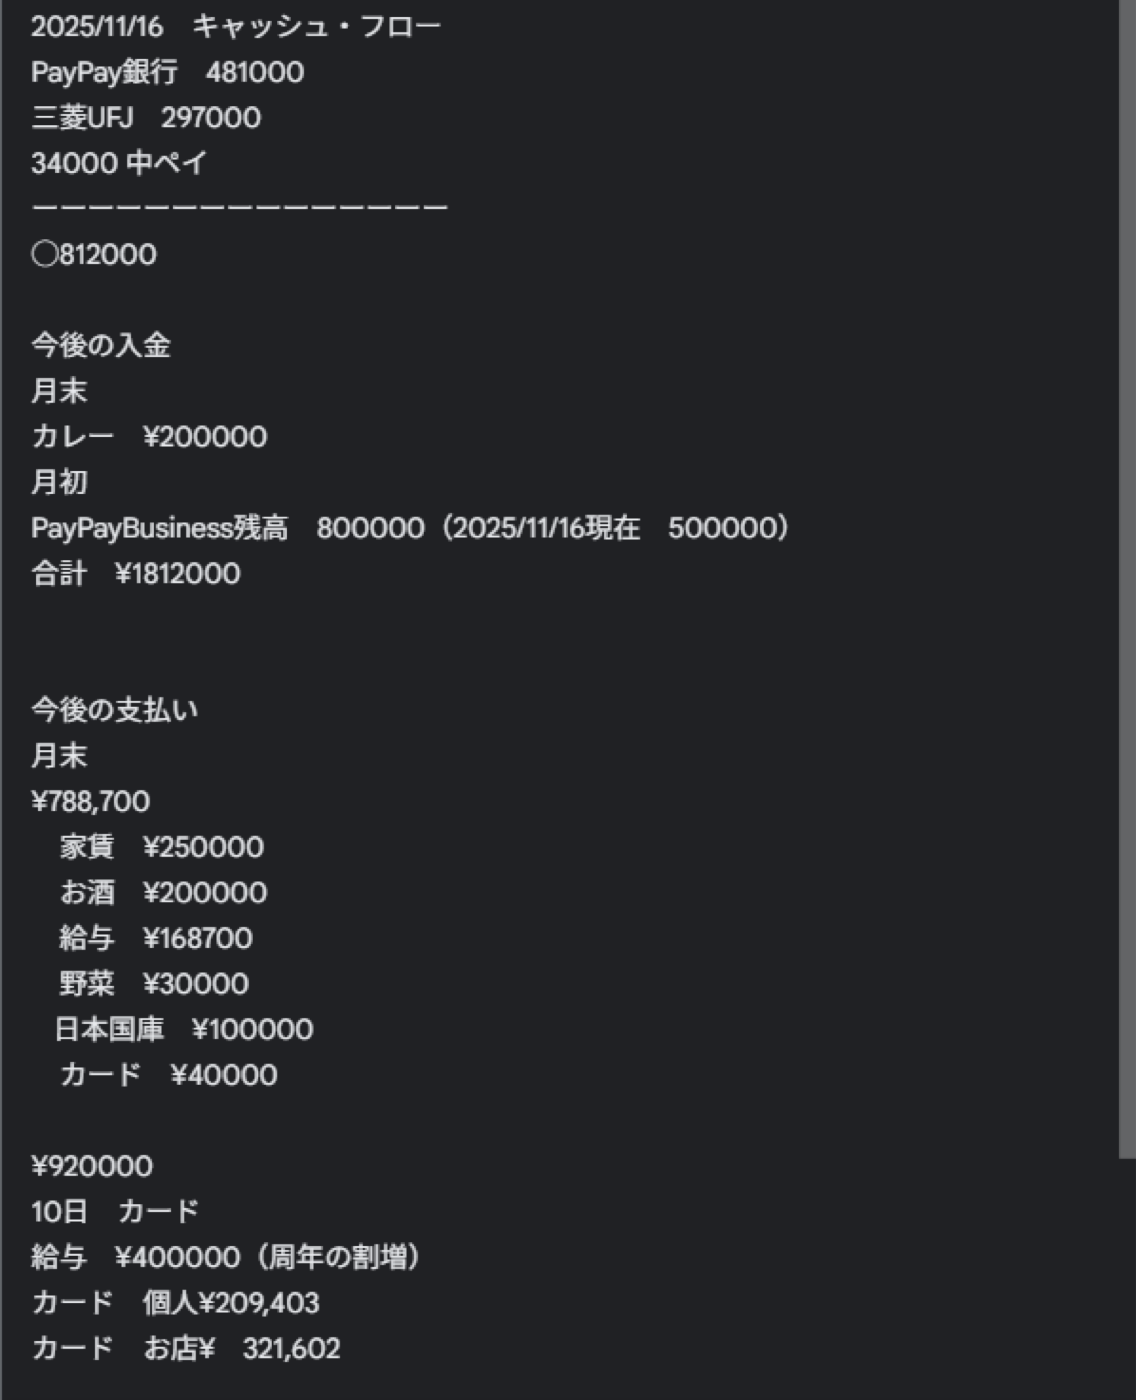 2025/11/16　キャッシュ・フロー
PayPay銀行　481000
三菱UFJ　297000
34000 中ペイ
ーーーーーーーーーーーーーーー
◯812000
今後の入金
月末
カレー　¥200000
月初
PayPayBusiness残高　800000（2025/11/16現在　500000）
合計　¥1812000
今後の支払い
月末
¥788,700
　家賃　¥250000
　お酒　¥200000
　給与　¥168700
　野菜　¥30000
　日本国庫　¥100000
　カード　¥40000
¥920000
10日　カード
給与　¥400000（周年の割増）
カード　個人¥209,403
カード　お店¥　321,602